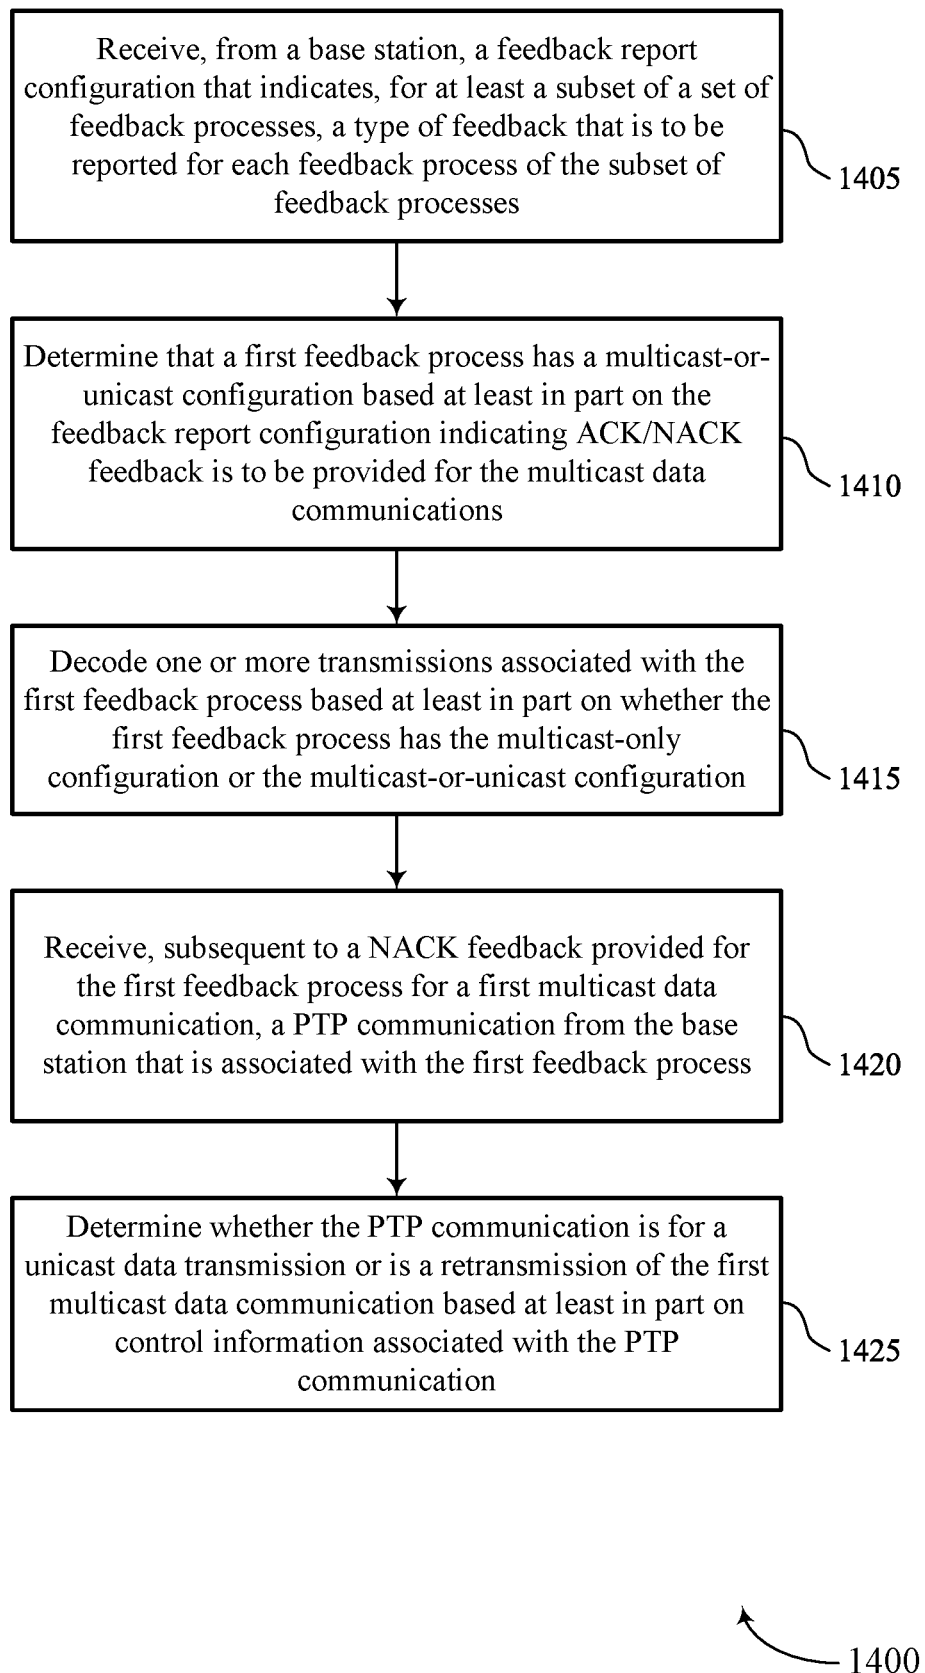 Receive, from a base station, a feedback report
configuration that indicates, for at least a subset of a set of
feedback processes, a type of feedback that is to be
reported for each feedback process of the subset of
feedback processes
1405
Determine that a first feedback process has a multicast-or-
unicast configuration based at least in part on the
feedback report configuration indicating ACK/NACK
feedback is to be provided for the multicast data
communications
1410
Decode one or more transmissions associated with the
first feedback process based at least in part on whether the
first feedback process has the multicast-only
configuration or the multicast-or-unicast configuration
1415
Receive, subsequent to a NACK feedback provided for
the first feedback process for a first multicast data
communication, a PTP communication from the base
station that is associated with the first feedback process
1420
Determine whether the PTP communication is for a
unicast data transmission or is a retransmission of the first
multicast data communication based at least in part on
control information associated with the PTP
communication
1425
1400